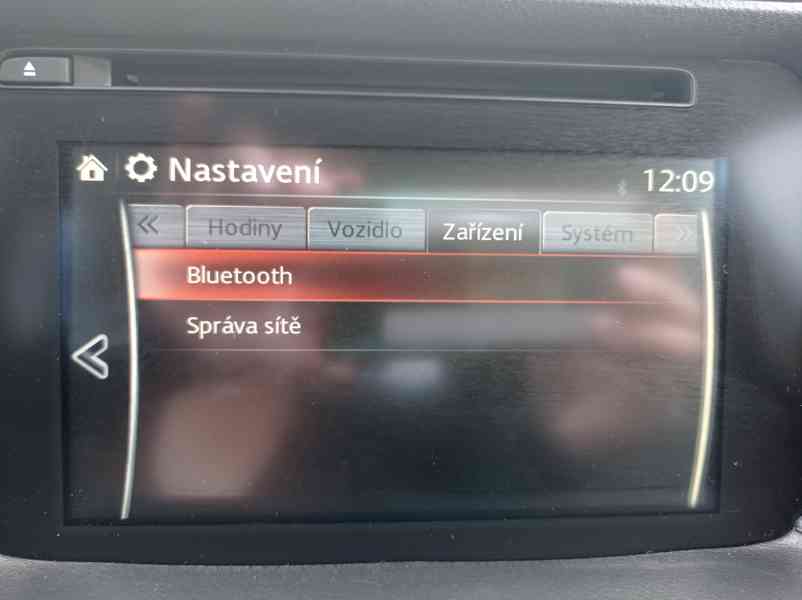 Nastavení 12:09
Hodiny Vozidlo Zařízení Systém
Bluetooth
Správa sítě